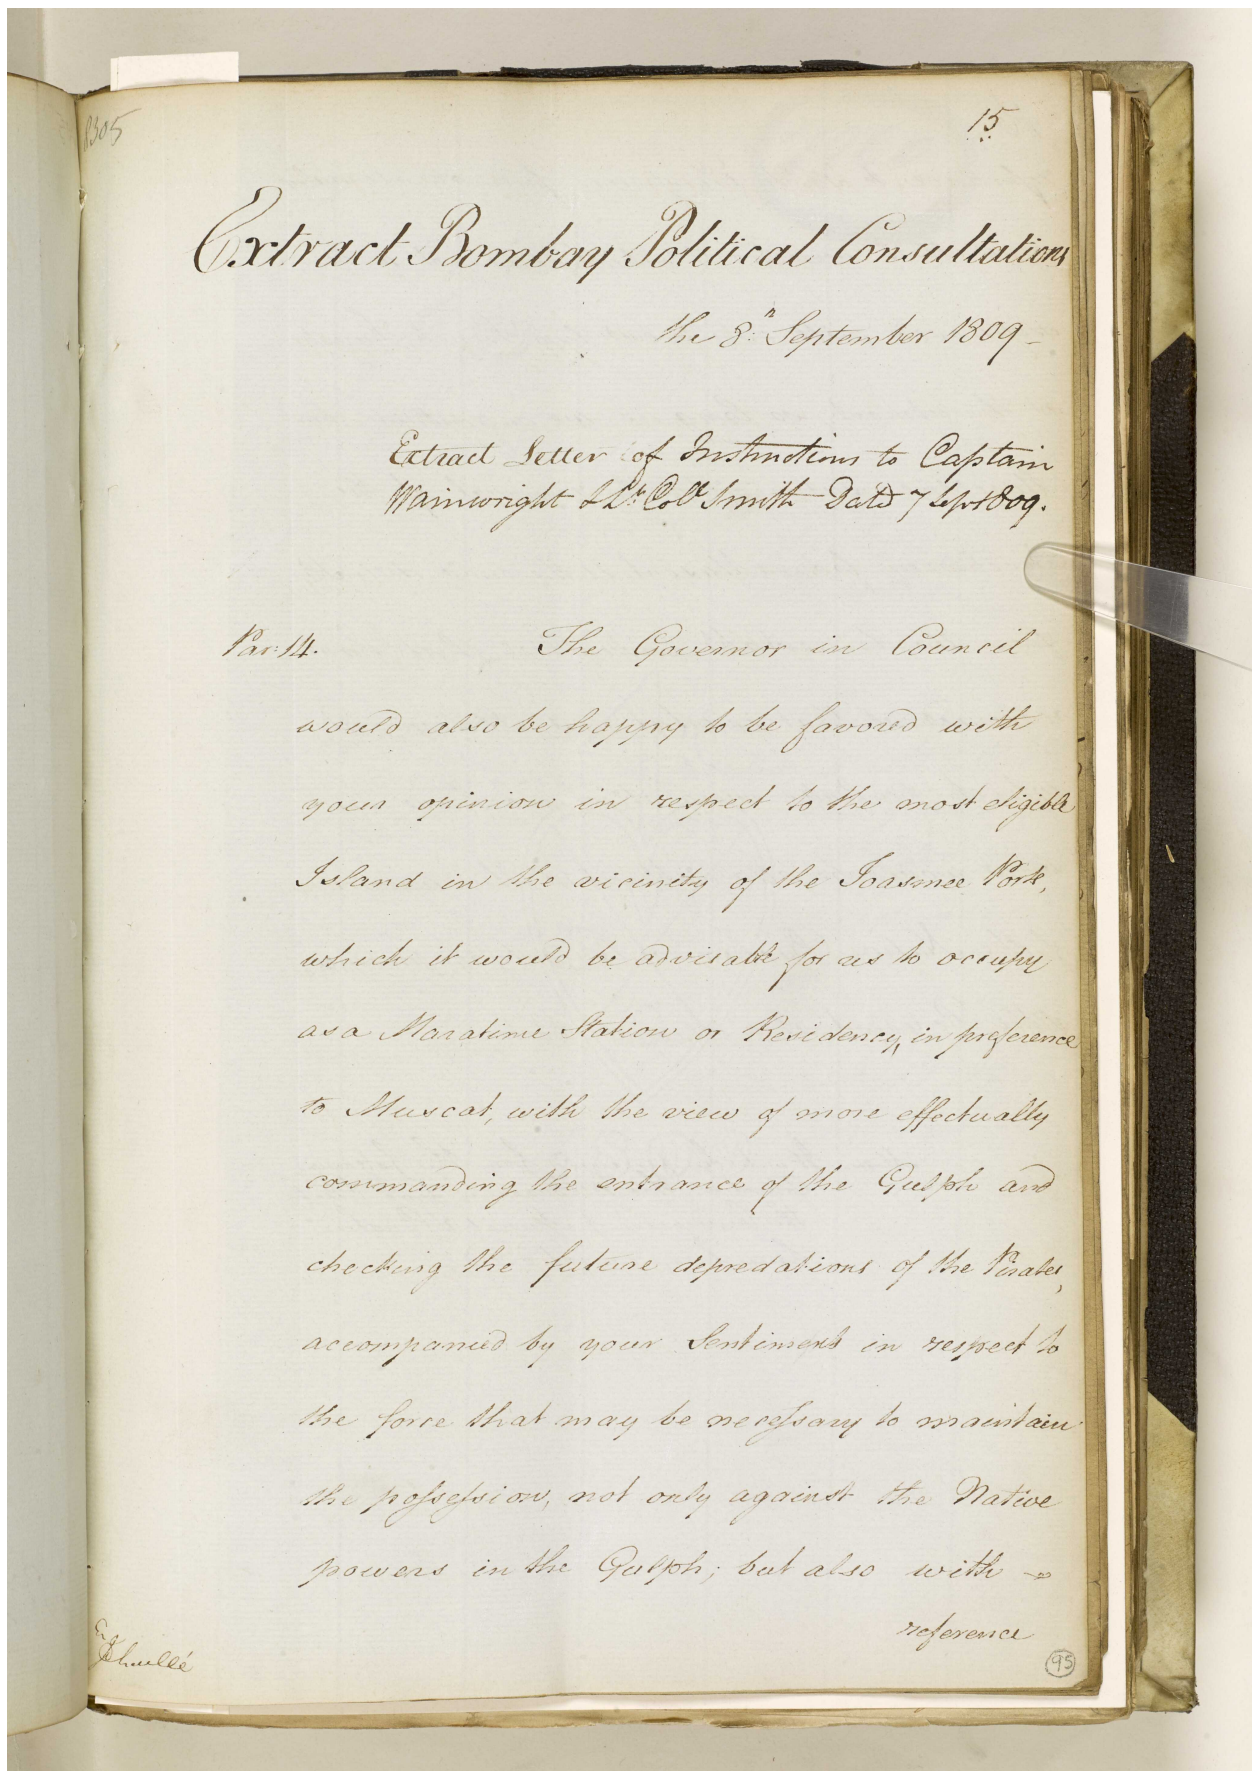 15
Extract Bombay Political Consultations
the 8.th September 1809
Extract Letter of Instructions to Captain
Wainwright & Lt. Coll. Smith Dated 7 Sep. 1809.
Par: 14. The Governor in Council
would also be happy to be favored with
your opinion in respect to the most eligible
Island in the vicinity of the Joasmee Ports,
which it would be advisable for us to occupy
as a Maratime Station or Residency, in preference
to Muscat, with the view of more effectually
commanding the entrance of the Gulph and
checking the future depredations of the Pirates,
accompanied by your Sentiments in respect to
the force that may be necessary to maintain
the possession, not only against the Native
powers in the Gulph; but also with
reference
95